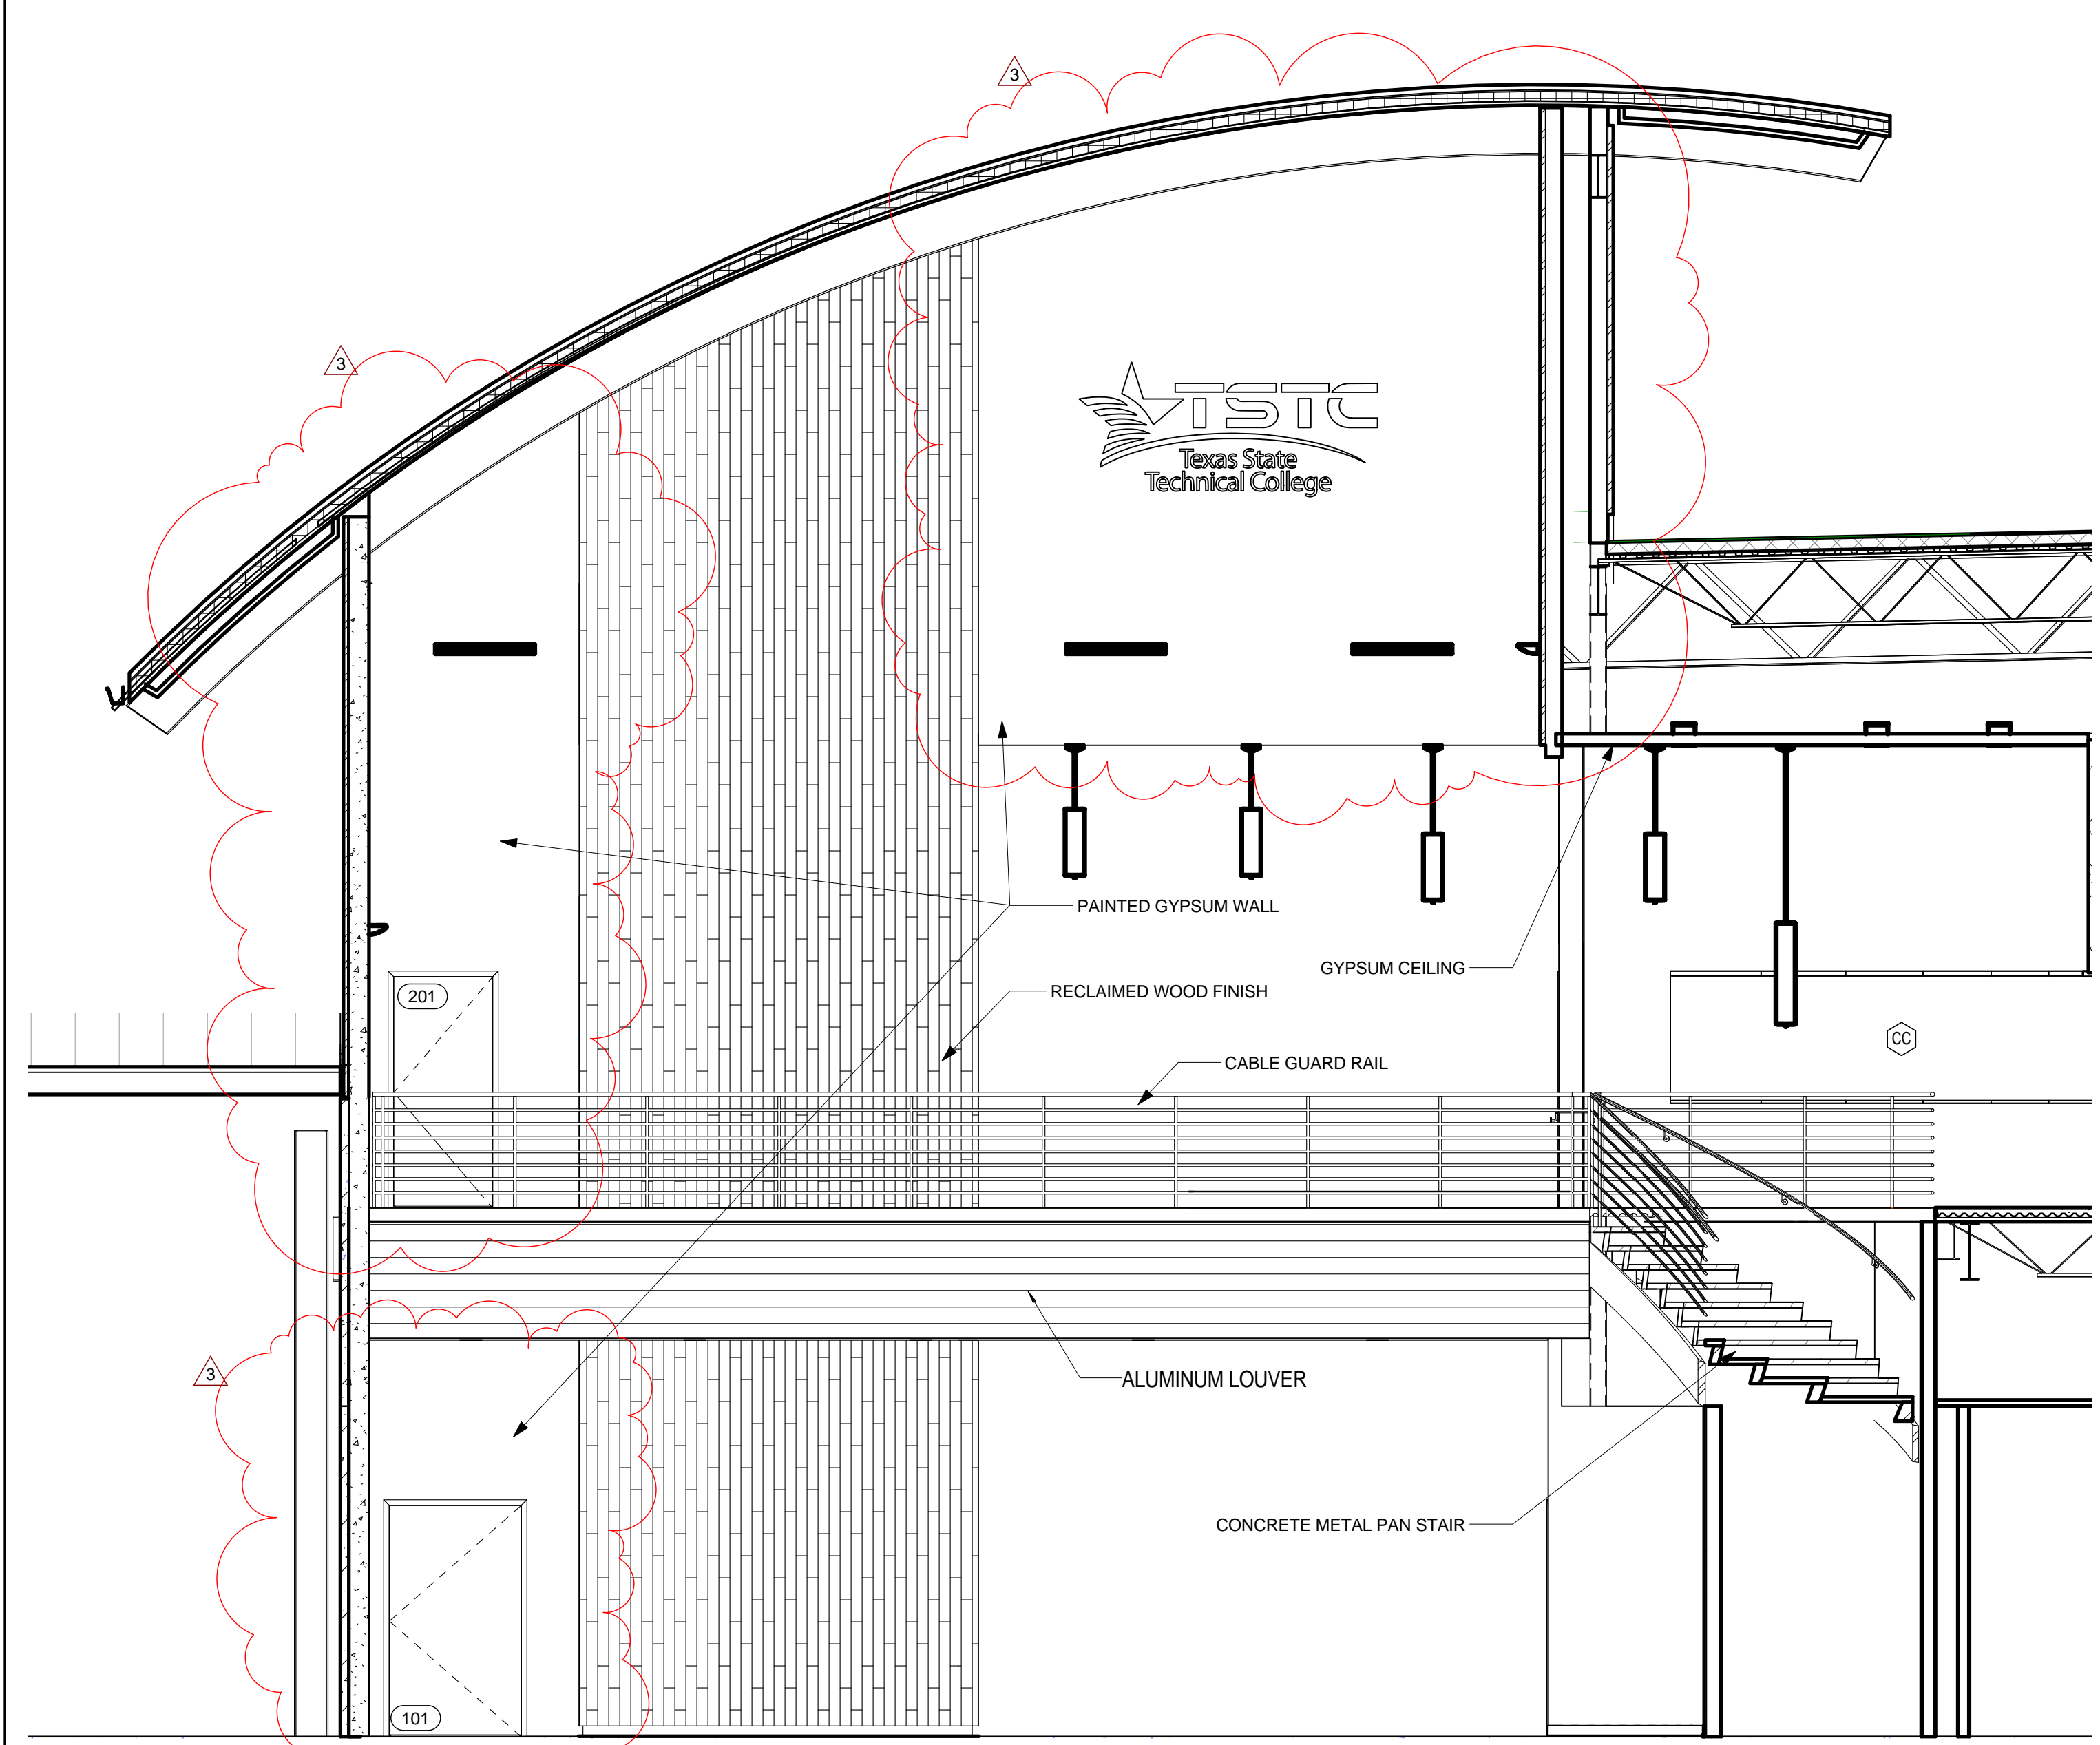 3
3
TSTC
Texas State
Technical College
PAINTED GYPSUM WALL
GYPSUM CEILING
201
RECLAIMED WOOD FINISH
CC
CABLE GUARD RAIL
3
ALUMINUM LOUVER
CONCRETE METAL PAN STAIR
101